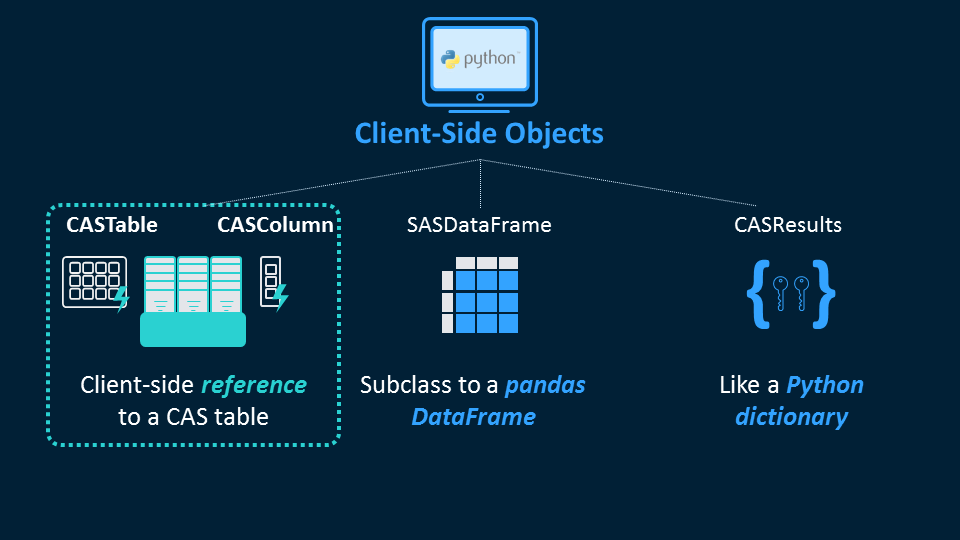 python™
Client-Side Objects
CASTable
CASColumn
Client-side reference
to a CAS table
SASDataFrame
Subclass to a pandas
DataFrame
CASResults
Like a Python
dictionary